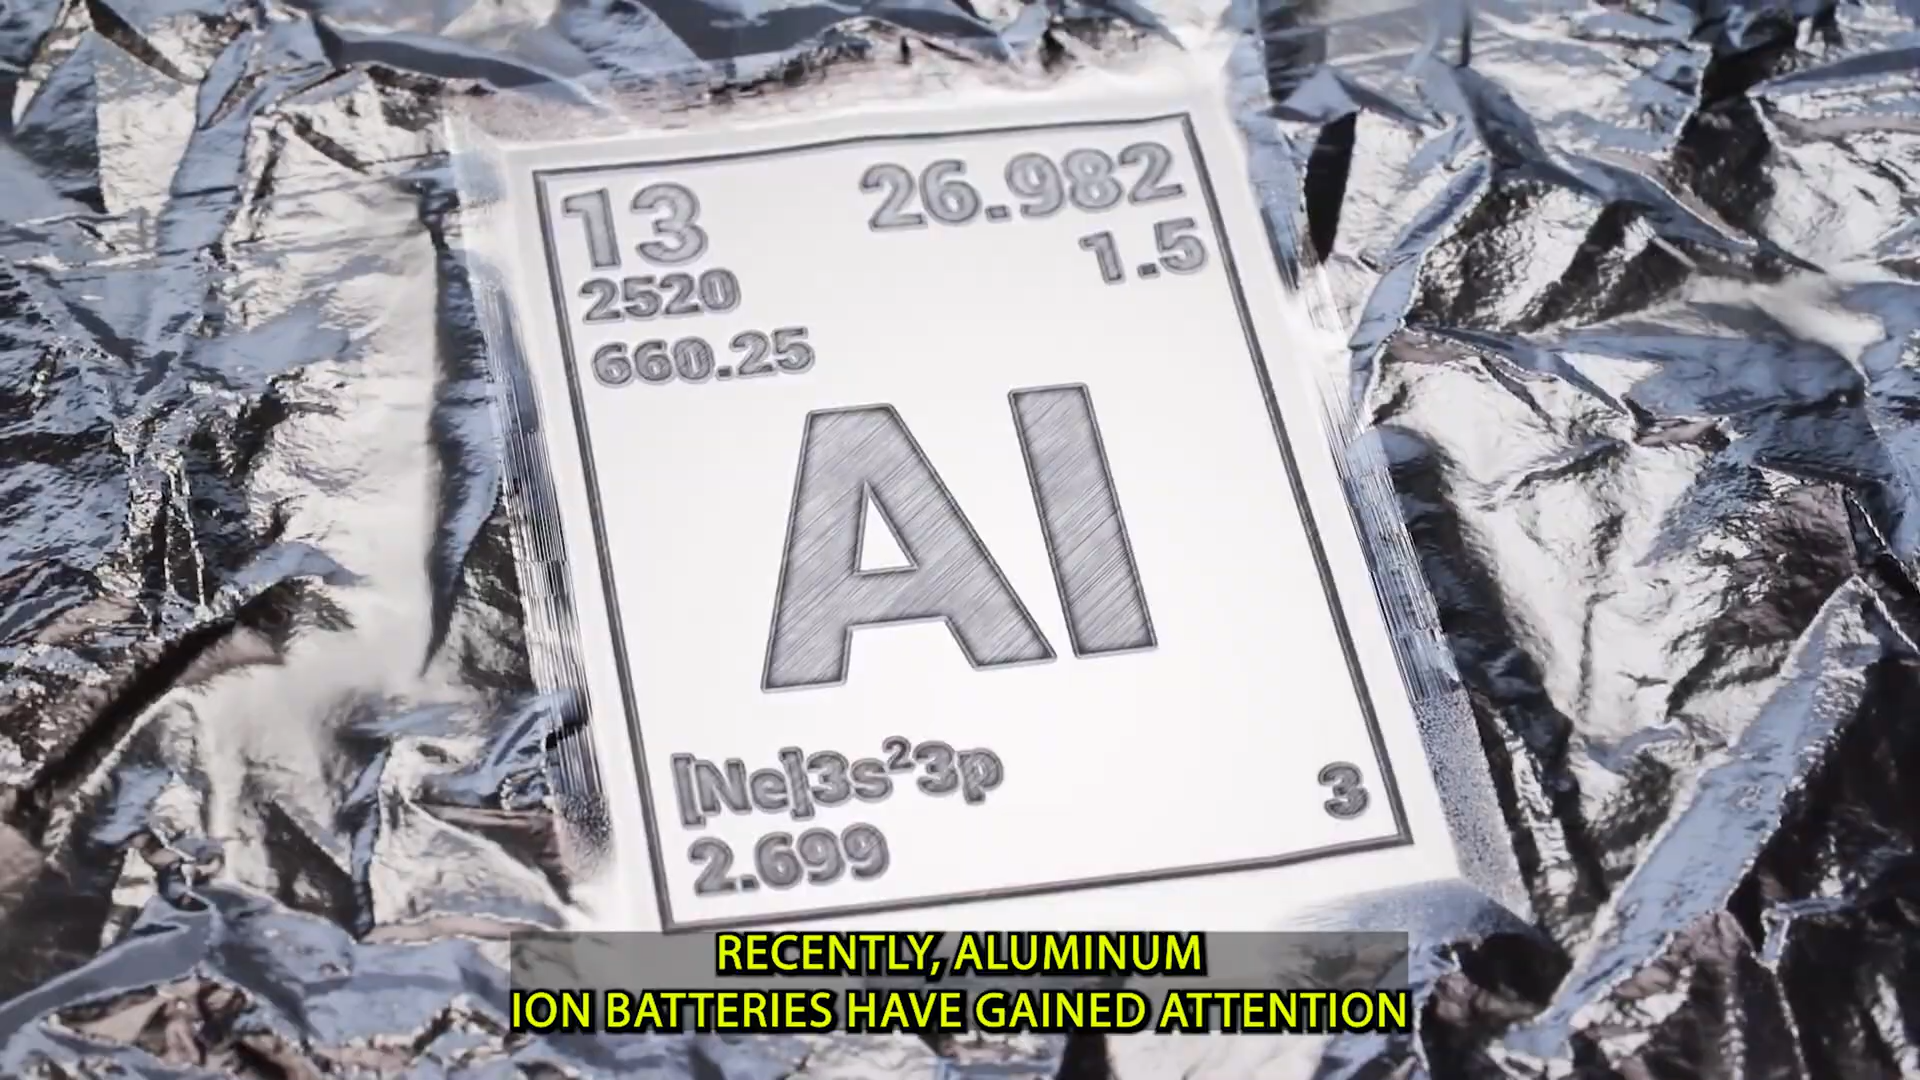 13
26.982
2520
1.5
660.25
Al
[Ne]3s²3p
3
2.699
RECENTLY, ALUMINUM
ION BATTERIES HAVE GAINED ATTENTION